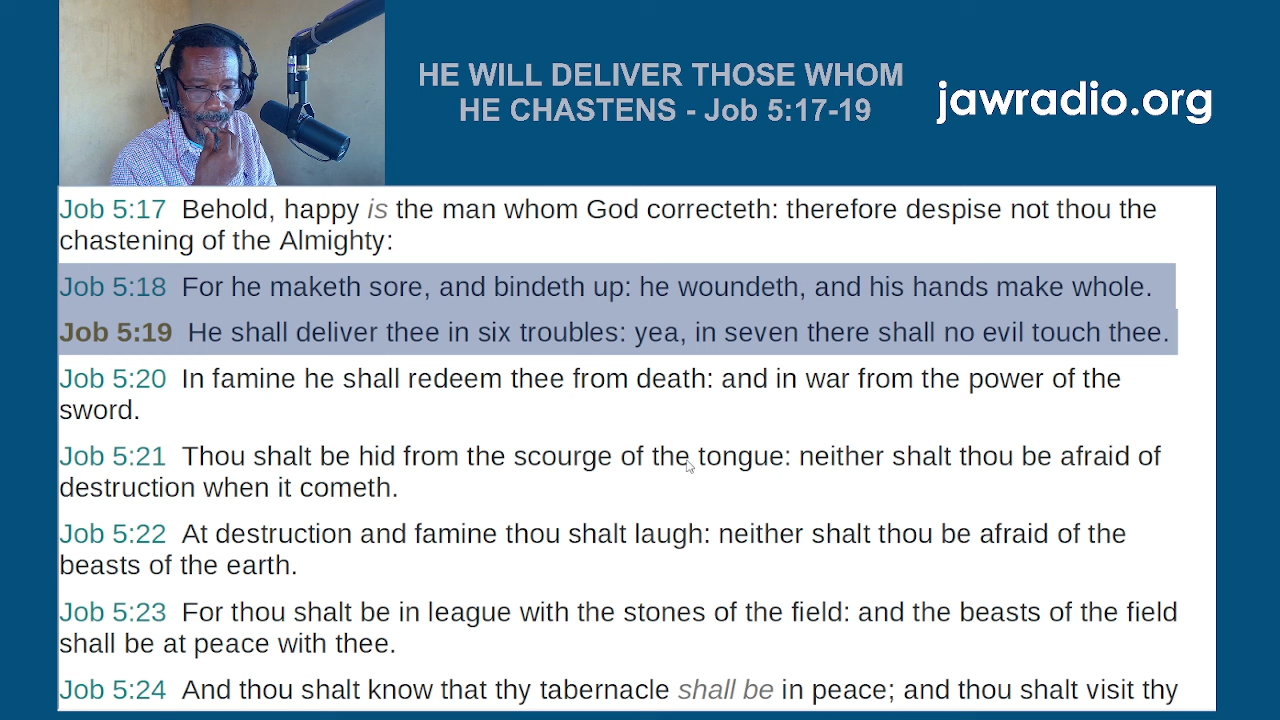 HE WILL DELIVER THOSE WHOM
HE CHASTENS - Job 5:17-19
jawradio.org
Job 5:17 Behold, happy is the man whom God correcteth: therefore despise not thou the
chastening of the Almighty:
Job 5:18 For he maketh sore, and bindeth up: he woundeth, and his hands make whole.
Job 5:19 He shall deliver thee in six troubles: yea, in seven there shall no evil touch thee.
Job 5:20 In famine he shall redeem thee from death: and in war from the power of the
sword.
Job 5:21 Thou shalt be hid from the scourge of the tongue: neither shalt thou be afraid of
destruction when it cometh.
Job 5:22 At destruction and famine thou shalt laugh: neither shalt thou be afraid of the
beasts of the earth.
Job 5:23 For thou shalt be in league with the stones of the field: and the beasts of the field
shall be at peace with thee.
Job 5:24 And thou shalt know that thy tabernacle shall be in peace; and thou shalt visit thy